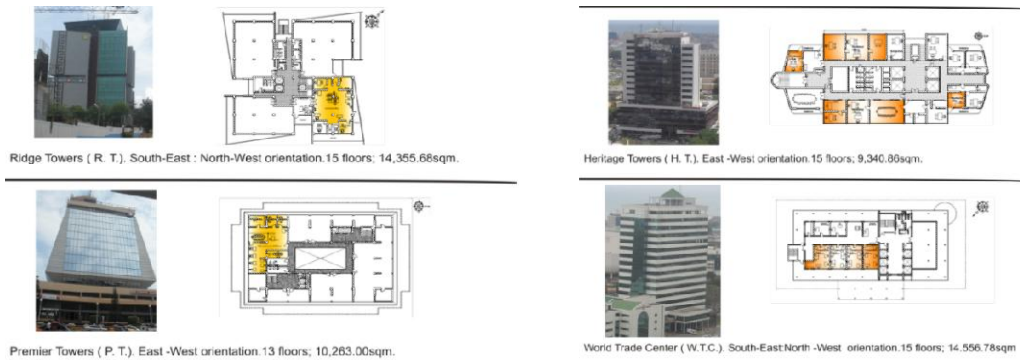 Ridge Towers ( R. T.). South-East : North-West orientation.15 floors; 14,355.68sqm.
Heritage Towers ( H. T.). East -West orientation.15 floors; 9,340.86sqm.
Premier Towers ( P. T.). East -West orientation.13 floors; 10,263.00sqm.
World Trade Center ( W.T.C.). South-East:North -West orientation.15 floors; 14,556.78sqm